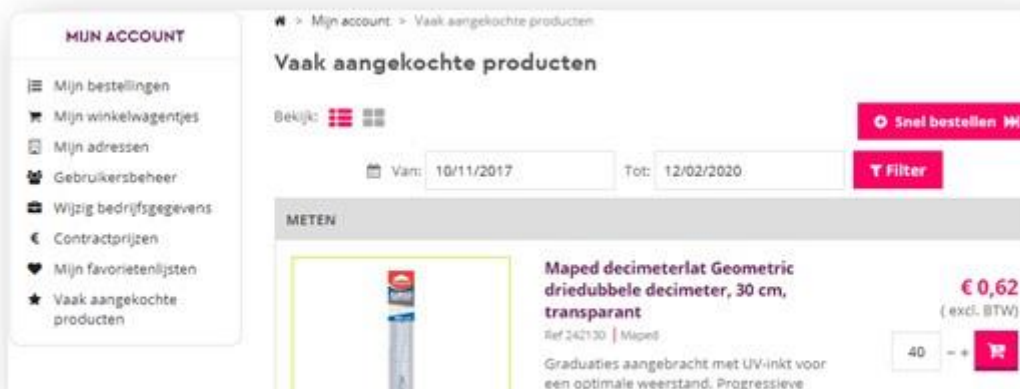 MIJN ACCOUNT
Mijn bestellingen
Mijn winkelwagentjes
Mijn adressen
Gebruikersbeheer
Wijzig bedrijfsgegevens
€ Contractprijzen
Mijn favorietenlijsten
Vaak aangekochte
producten
> Mijn account > Vaak aangekochte producten
Vaak aangekochte producten
Bekijk:
Snel bestellen
Van: 10/11/2017 Tot: 12/02/2020 Filter
METEN
Maped decimeterlat Geometric
driedubbele decimeter, 30 cm,
transparant
Ref 242130 | Maped
Graduaties aangebracht met UV-inkt voor
een optimale weerstand. Progressieve
€ 0,62
( excl. BTW)
40 - +